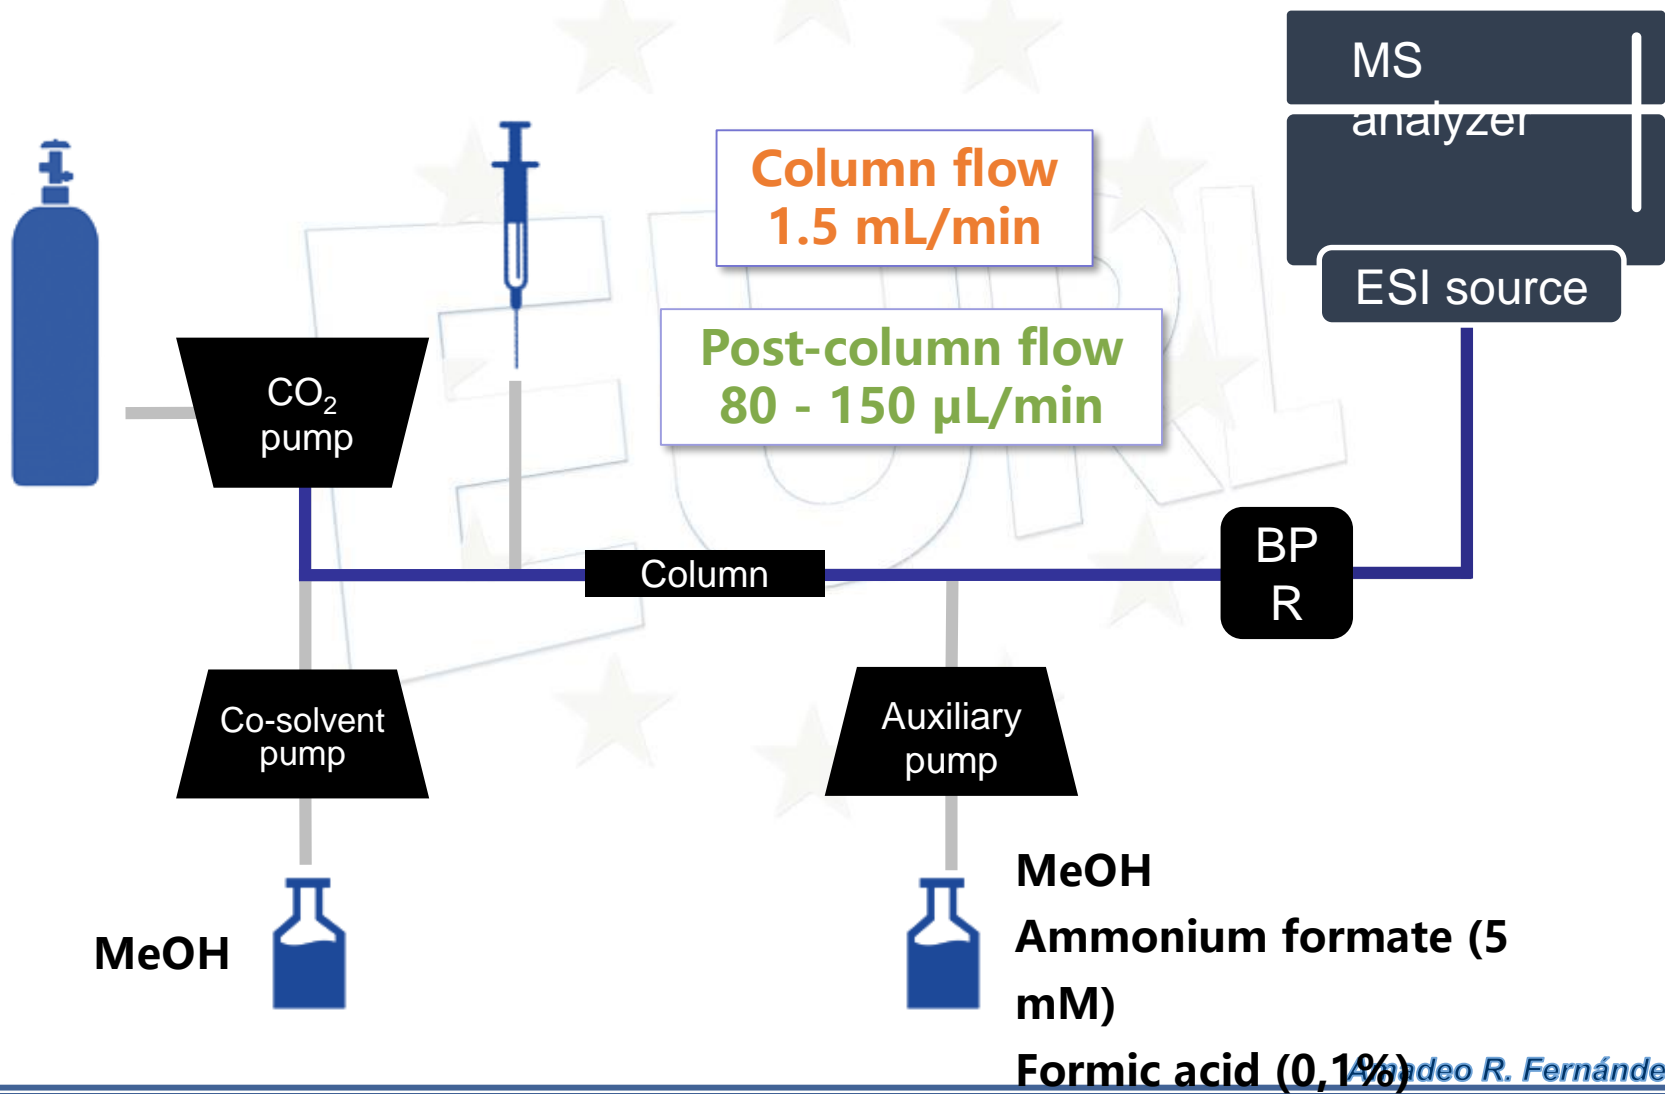 MS
analyzer
ESI source
Column flow
1.5 mL/min
Post-column flow
80 - 150 µL/min
CO₂
pump
Column
BP
R
Co-solvent
pump
Auxiliary
pump
MeOH
MeOH
Ammonium formate (5
mM)
Formic acid (0,1%)
Amadeo R. Fernánde
EURL